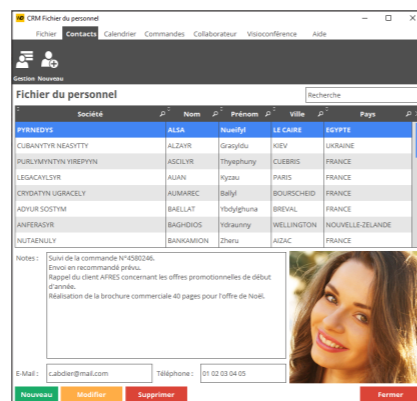 CRM Fichier du personnel
Fichier Contacts Calendrier Commandes Collaborateur Visioconférence Aide
Gestion Nouveau
Fichier du personnel
Recherche
Société Nom Prénom Ville Pays
PYRNEDYS ALSA Nueifyl LE CAIRE EGYPTE
CUBANYTYR NEASYTTY ALZAYR Grasyldu KIEV UKRAINE
PURLYMYNTYN YIREPYYN ASCILYR Thyephuny CUEBRIS FRANCE
LEGACAYLSYR AUAN Kyzau PARIS FRANCE
CRYDATYN UGRACELY AUMAREC Ballyl BOURSCHEID FRANCE
ADYUR SOSTYM BAELLAT Ybdylghuna BREVAL FRANCE
ANFERASYR BAGHDIOS Ydraunny WELLINGTON NOUVELLE-ZELANDE
NUTAENULY BANKAMION Zheru AIZAC FRANCE
Notes : Suivi de la commande N°4580246.
Envoi en recommandé prévu.
Rappel du client AFRES concernant les offres promotionnelles de début
d'année.
Réalisation de la brochure commerciale 40 pages pour l'offre de Noël.
E-Mail : c.abdier@mail.com Téléphone : 01 02 03 04 05
Nouveau Modifier Supprimer Fermer